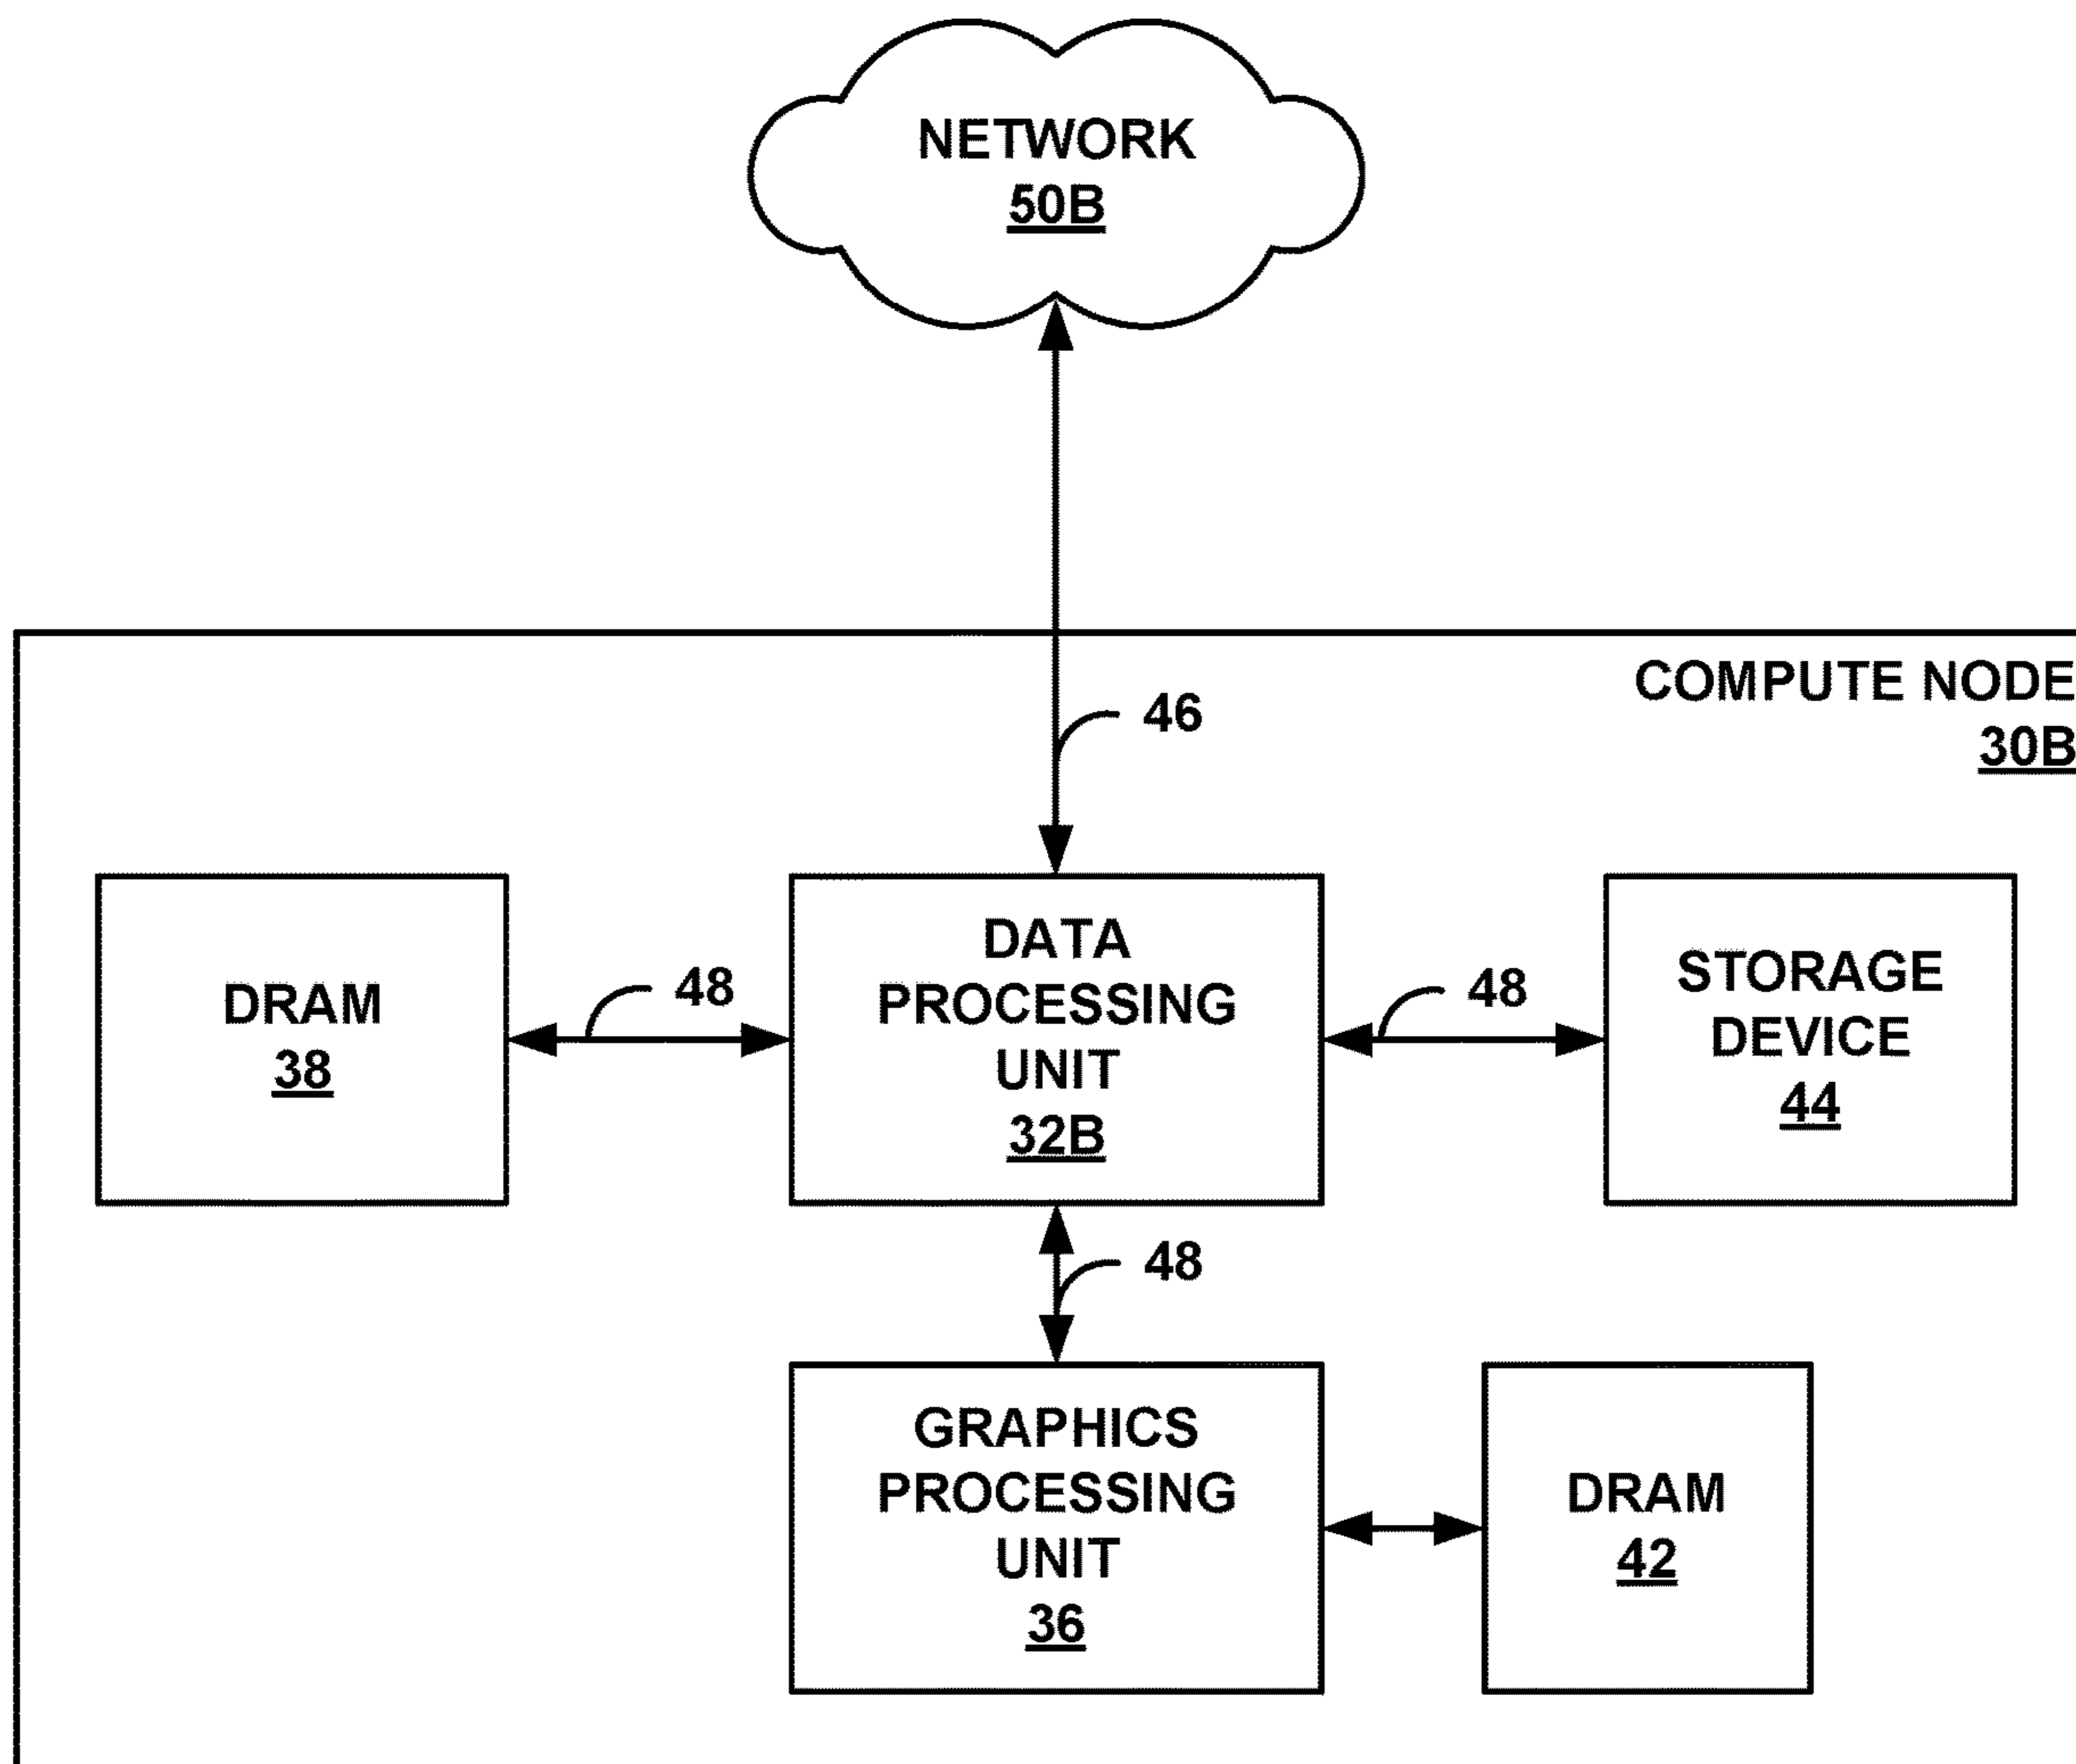 NETWORK
50B
COMPUTE NODE
30B
46
DRAM
38
48
DATA
PROCESSING
UNIT
32B
48
STORAGE
DEVICE
44
48
GRAPHICS
PROCESSING
UNIT
36
DRAM
42